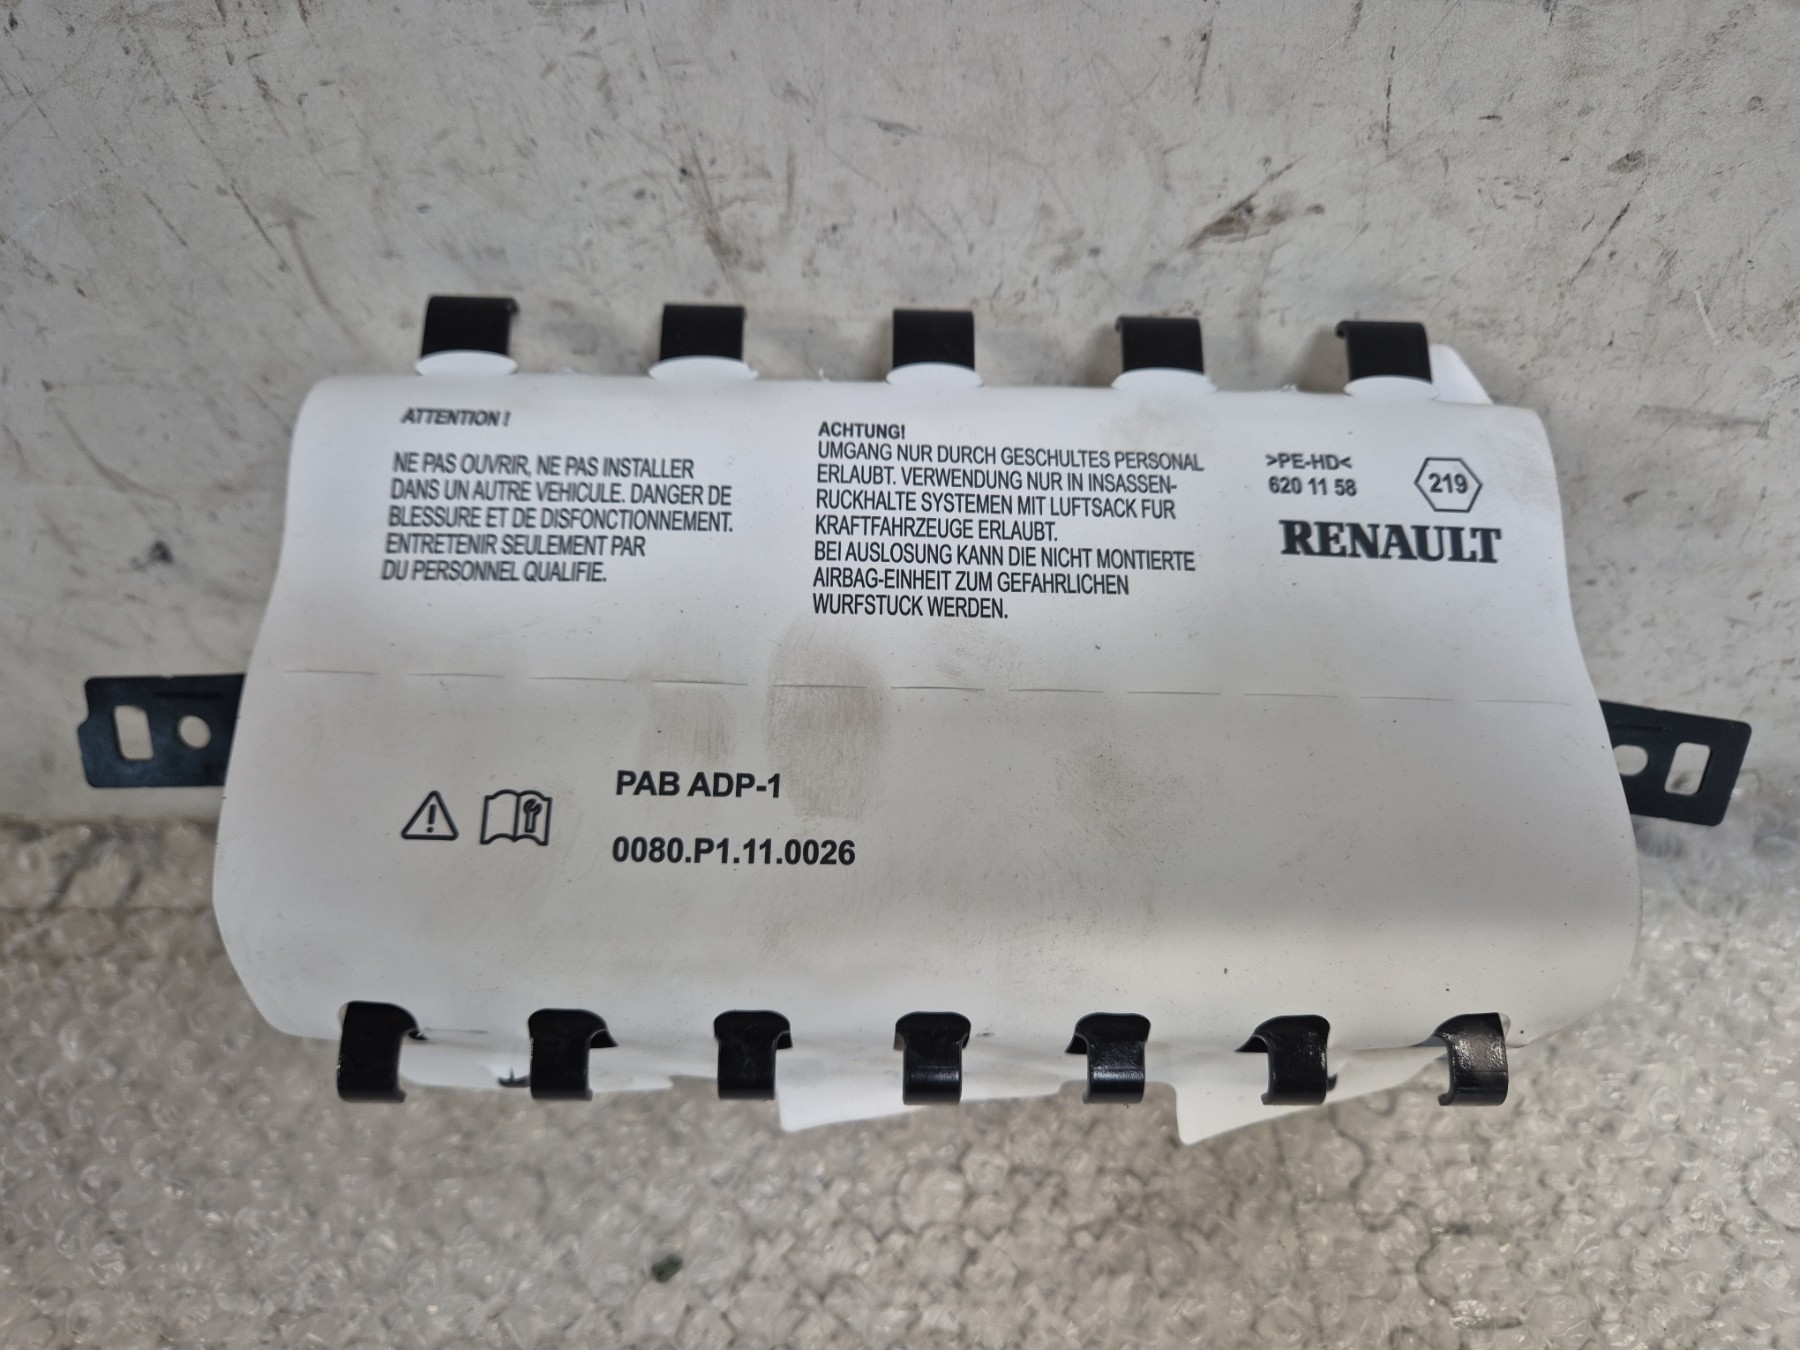 ATTENTION !
NE PAS OUVRIR, NE PAS INSTALLER
DANS UN AUTRE VEHICULE. DANGER DE
BLESSURE ET DE DISFONCTIONNEMENT.
ENTRETENIR SEULEMENT PAR
DU PERSONNEL QUALIFIE.
ACHTUNG!
UMGANG NUR DURCH GESCHULTES PERSONAL
ERLAUBT. VERWENDUNG NUR IN INSASSEN-
RUCKHALTE SYSTEMEN MIT LUFTSACK FUR
KRAFTFAHRZEUGE ERLAUBT.
BEI AUSLOSUNG KANN DIE NICHT MONTIERTE
AIRBAG-EINHEIT ZUM GEFAHRLICHEN
WURFSTUCK WERDEN.
>PE-HD<
620 11 58
219
RENAULT
PAB ADP-1
0080.P1.11.0026